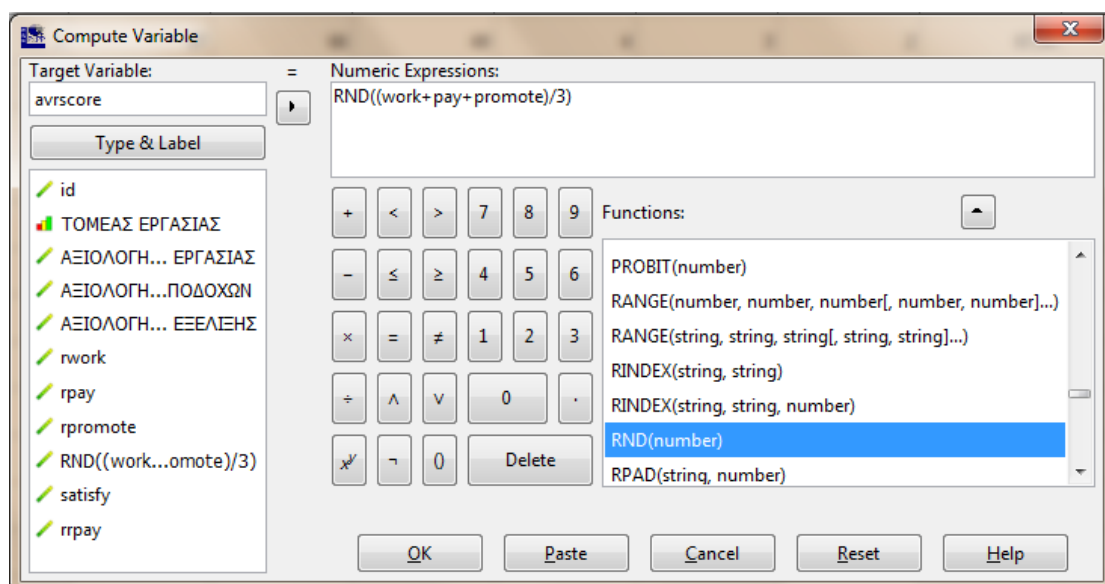 Compute Variable
Target Variable:
=
Numeric Expressions:
avrscore
RND((work+pay+promote)/3)
Type & Label
id
ΤΟΜΕΑΣ ΕΡΓΑΣΙΑΣ
ΑΞΙΟΛΟΓΗ... ΕΡΓΑΣΙΑΣ
ΑΞΙΟΛΟΓΗ...ΠΟΔΟΧΩΝ
ΑΞΙΟΛΟΓΗ... ΕΞΕΛΙΞΗΣ
rwork
rpay
rpromote
RND((work...omote)/3)
satisfy
rrpay
+ < > 7 8 9
− ≤ ≥ 4 5 6
× = ≠ 1 2 3
÷ ∧ ∨ 0 .
xʸ ¬ () Delete
Functions:
PROBIT(number)
RANGE(number, number, number[, number, number]...)
RANGE(string, string, string[, string, string]...)
RINDEX(string, string)
RINDEX(string, string, number)
RND(number)
RPAD(string, number)
OK Paste Cancel Reset Help